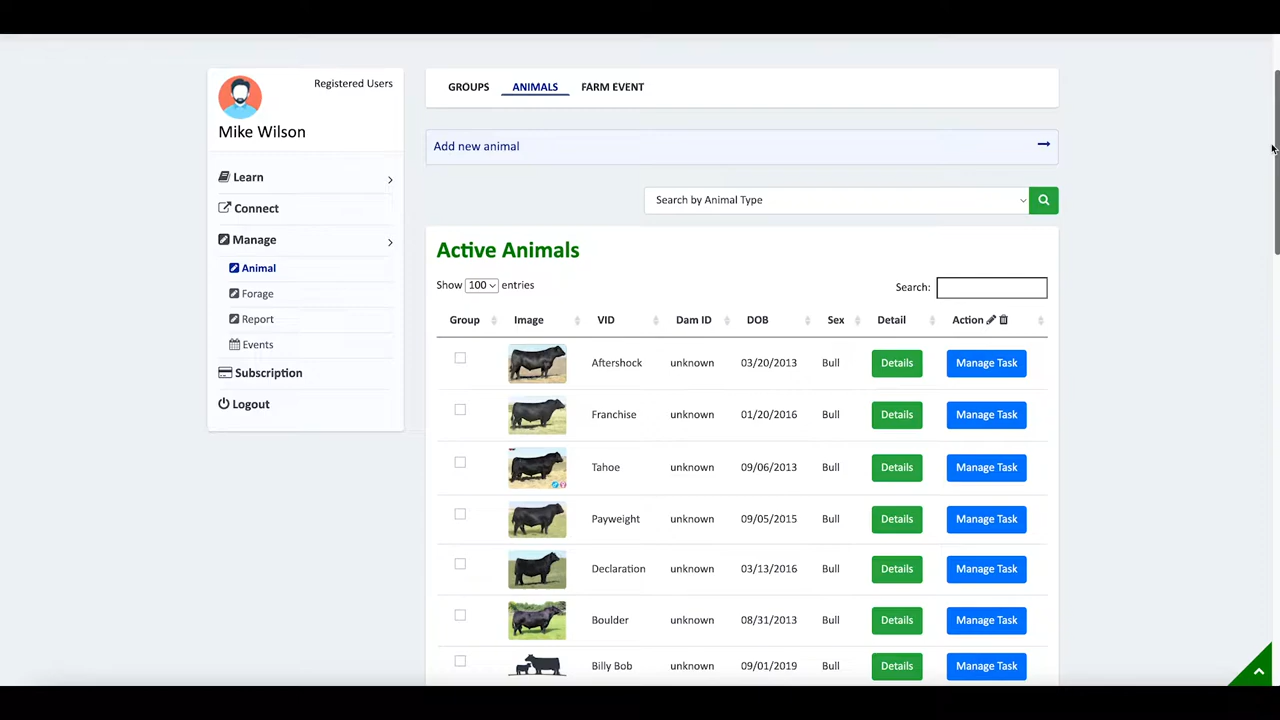 Registered Users
Mike Wilson
Learn
Connect
Manage
Animal
Forage
Report
Events
Subscription
Logout
GROUPS ANIMALS FARM EVENT
Add new animal
Search by Animal Type
Active Animals
Show 100 entries Search:
Group Image VID Dam ID DOB Sex Detail Action
Aftershock unknown 03/20/2013 Bull Details Manage Task
Franchise unknown 01/20/2016 Bull Details Manage Task
Tahoe unknown 09/06/2013 Bull Details Manage Task
Payweight unknown 09/05/2015 Bull Details Manage Task
Declaration unknown 03/13/2016 Bull Details Manage Task
Boulder unknown 08/31/2013 Bull Details Manage Task
Billy Bob unknown 09/01/2019 Bull Details Manage Task